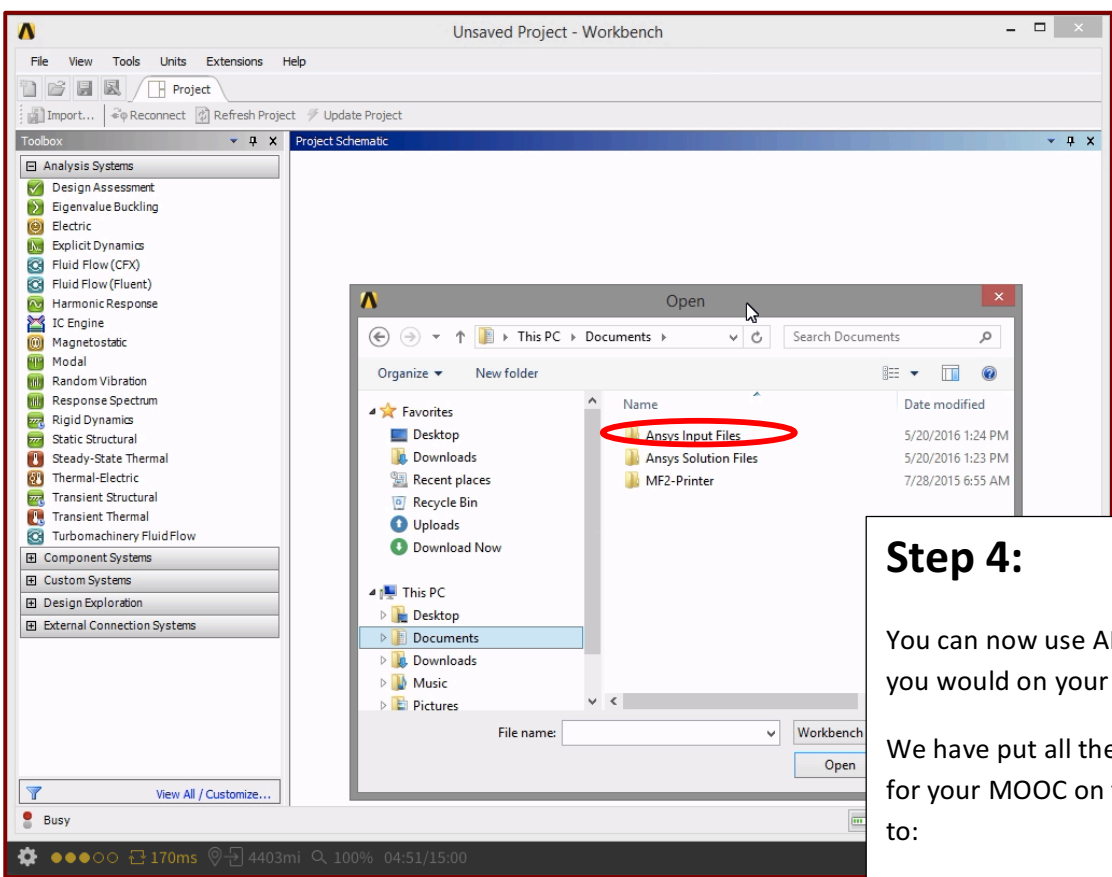 Unsaved Project - Workbench
File View Tools Units Extensions Help
Project
Import... Reconnect Refresh Project Update Project
Toolbox
Project Schematic
Analysis Systems
Design Assessment
Eigenvalue Buckling
Electric
Explicit Dynamics
Fluid Flow (CFX)
Fluid Flow (Fluent)
Harmonic Response
IC Engine
Magnetostatic
Modal
Random Vibration
Response Spectrum
Rigid Dynamics
Static Structural
Steady-State Thermal
Thermal-Electric
Transient Structural
Transient Thermal
Turbomachinery Fluid Flow
Component Systems
Custom Systems
Design Exploration
External Connection Systems
View All / Customize...
Busy
Open
This PC Documents
Search Documents
Organize New folder
Favorites
Desktop
Downloads
Recent places
Recycle Bin
Uploads
Download Now
This PC
Desktop
Documents
Downloads
Music
Pictures
Name Date modified
Ansys Input Files 5/20/2016 1:24 PM
Ansys Solution Files 5/20/2016 1:23 PM
MF2-Printer 7/28/2015 6:55 AM
File name: Workbench
Open
Step 4:
You can now use
you would on your
We have put all the
for your MOOC on
to:
170ms 4403mi 100% 04:51/15:00